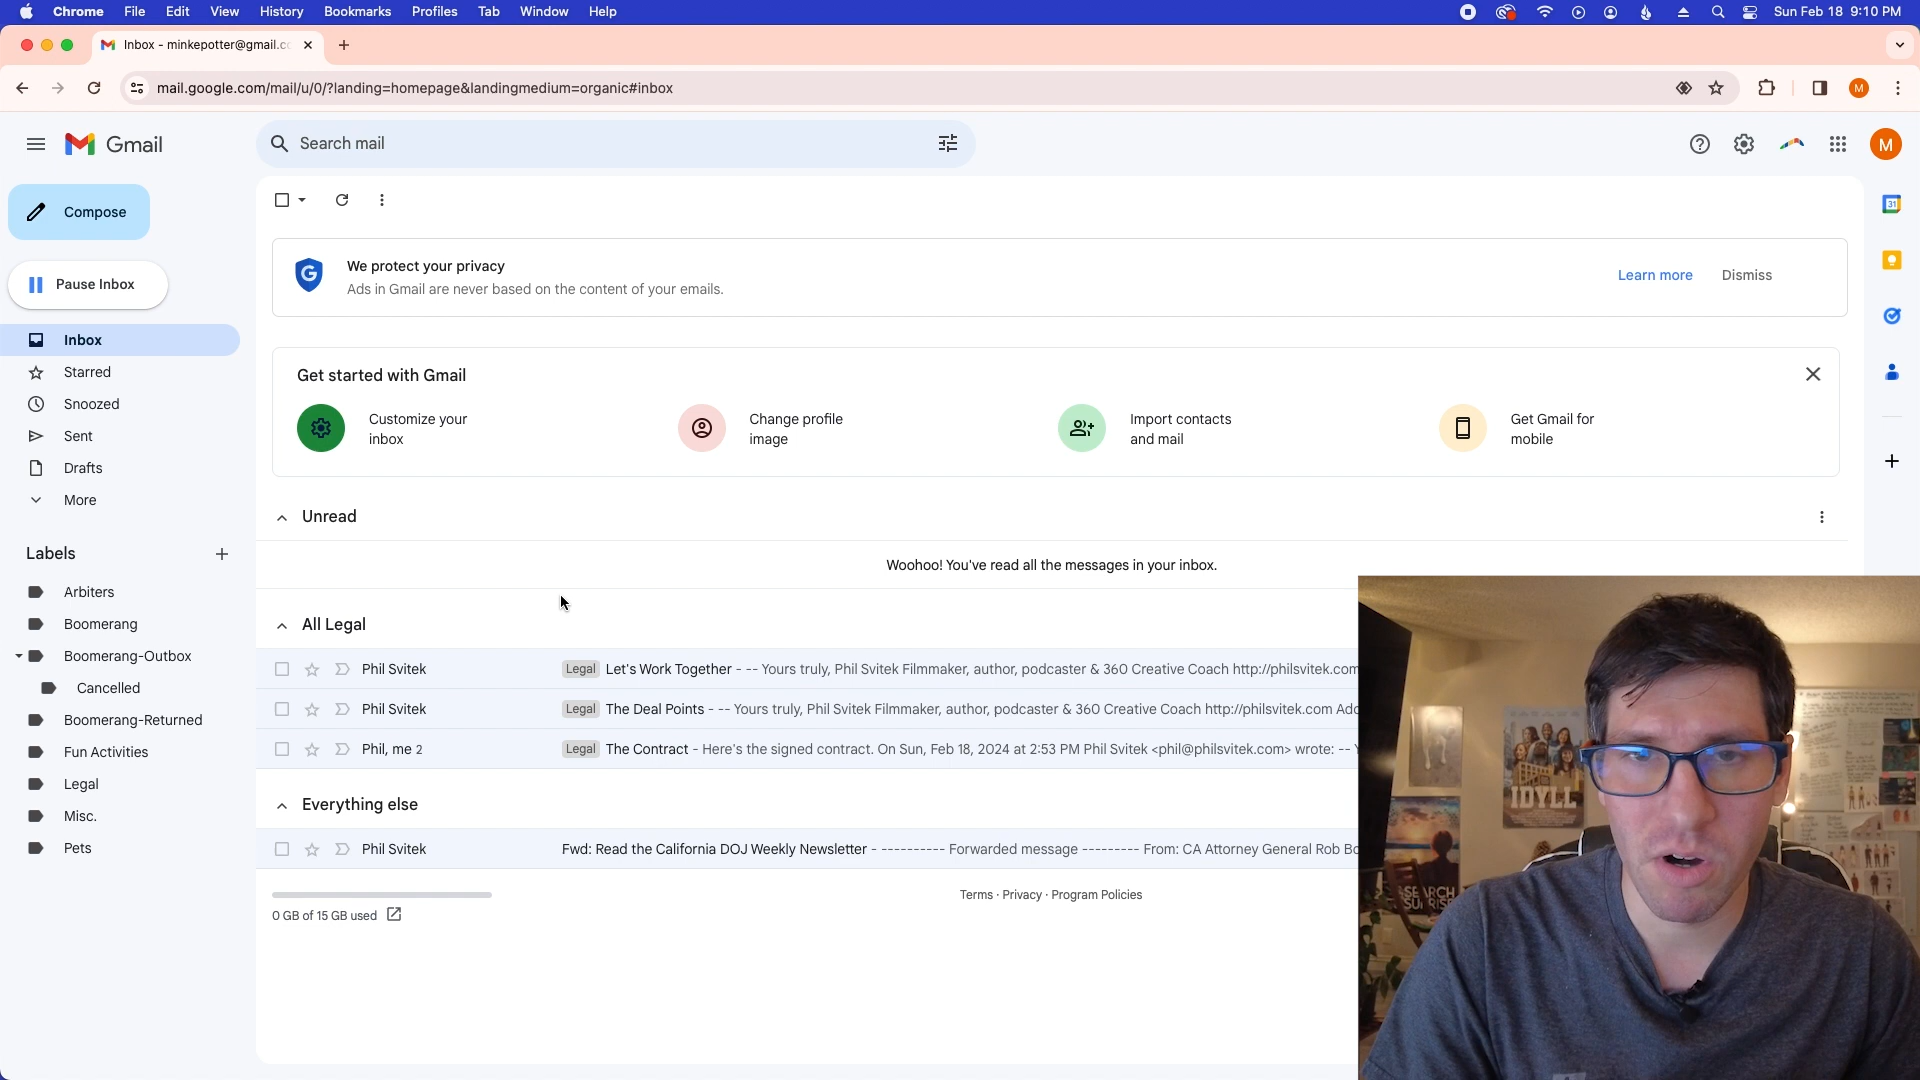 Chrome File Edit View History Bookmarks Profiles Tab Window Help Sun Feb 18 9:10 PM
Inbox - minkepotter@gmail.c
mail.google.com/mail/u/0/?landing=homepage&landingmedium=organic#inbox M
Gmail Search mail M
Compose
Pause Inbox
Inbox
Starred
Snoozed
Sent
Drafts
More
Labels
Arbiters
Boomerang
Boomerang-Outbox
Cancelled
Boomerang-Returned
Fun Activities
Legal
Misc.
Pets
We protect your privacy
Ads in Gmail are never based on the content of your emails.
Learn more Dismiss
Get started with Gmail
Customize your
inbox
Change profile
image
Import contacts
and mail
Get Gmail for
mobile
Unread
Woohoo! You've read all the messages in your inbox.
All Legal
Phil Svitek Legal Let's Work Together - -- Yours truly, Phil Svitek Filmmaker, author, podcaster & 360 Creative Coach http://philsvitek.com
Phil Svitek Legal The Deal Points - -- Yours truly, Phil Svitek Filmmaker, author, podcaster & 360 Creative Coach http://philsvitek.com Adc
Phil, me 2 Legal The Contract - Here's the signed contract. On Sun, Feb 18, 2024 at 2:53 PM Phil Svitek <phil@philsvitek.com> wrote: -- Y
Everything else
Phil Svitek Fwd: Read the California DOJ Weekly Newsletter - ---------- Forwarded message --------- From: CA Attorney General Rob Bo
0 GB of 15 GB used
Terms · Privacy · Program Policies
31
IDYLL
SEARCH
SUNRISE